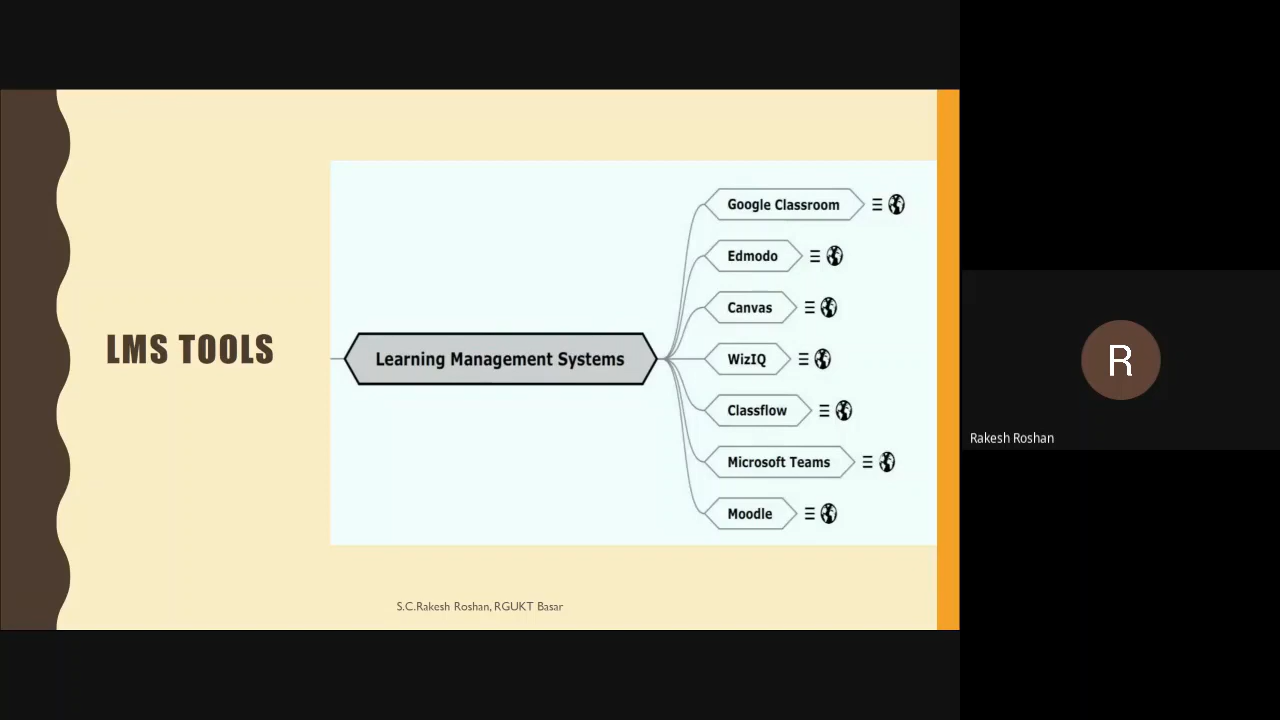 LMS TOOLS
Learning Management Systems
Google Classroom
Edmodo
Canvas
WizIQ
Classflow
Microsoft Teams
Moodle
S.C.Rakesh Roshan, RGUKT Basar
R
Rakesh Roshan